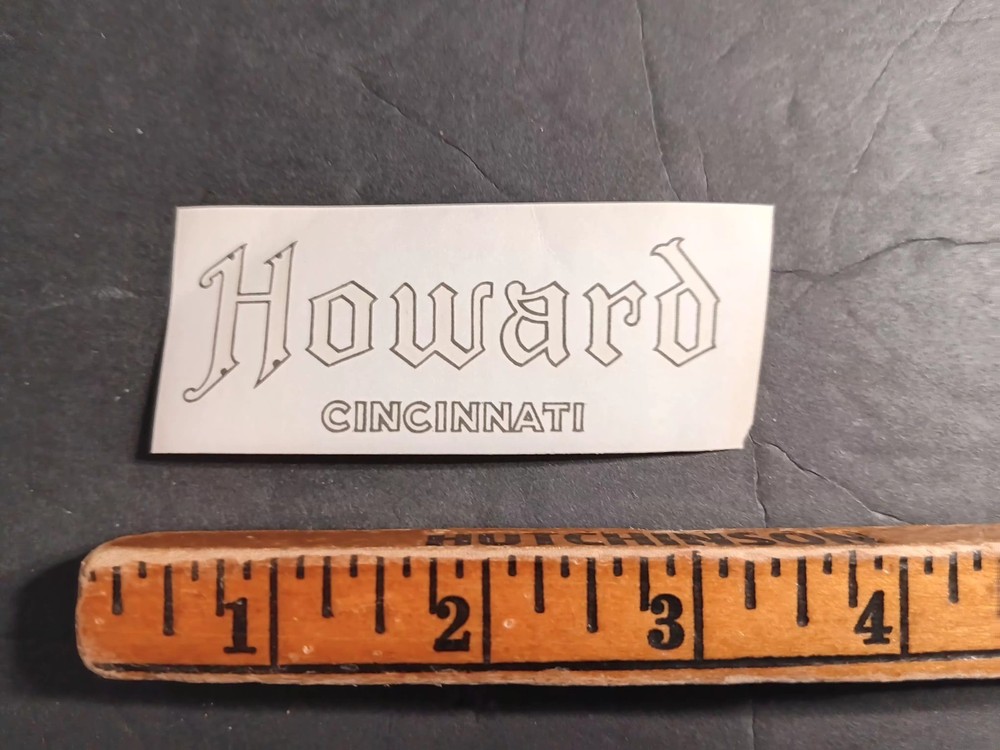 Howard
CINCINNATI
HUTCHINSON
1 2 3 4